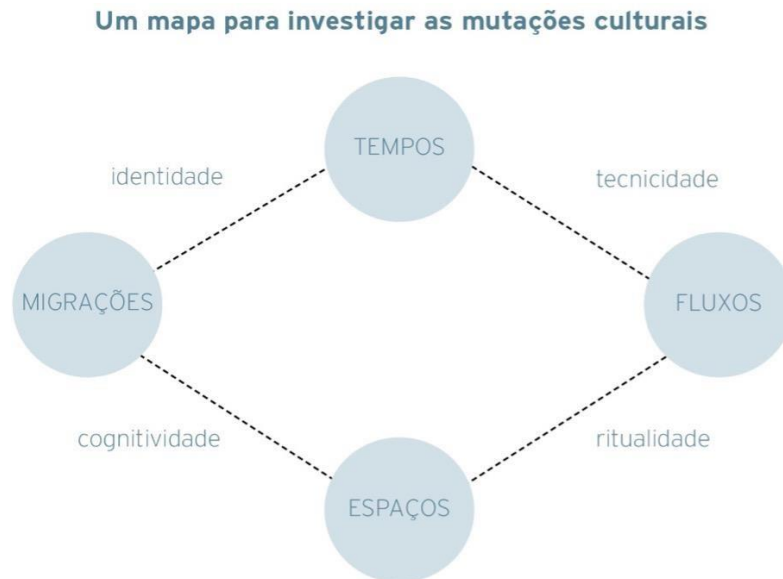 Um mapa para investigar as mutações culturais
TEMPOS
identidade
tecnicidade
MIGRAÇÕES
FLUXOS
cognitividade
ritualidade
ESPAÇOS